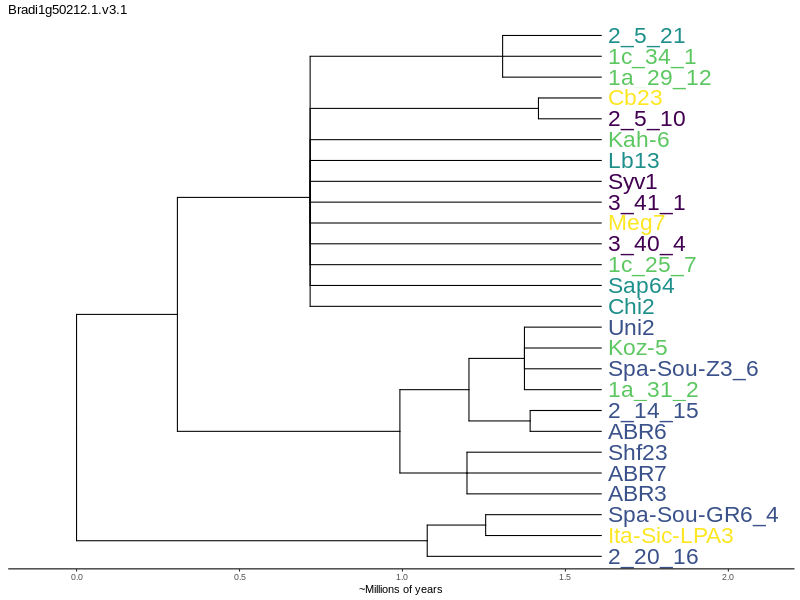 Bradi1g50212.1.v3.1
2_5_21
1c_34_1
1a_29_12
Cb23
2_5_10
Kah-6
Lb13
Syv1
3_41_1
Meg7
3_40_4
1c_25_7
Sap64
Chi2
Uni2
Koz-5
Spa-Sou-Z3_6
1a_31_2
2_14_15
ABR6
Shf23
ABR7
ABR3
Spa-Sou-GR6_4
Ita-Sic-LPA3
2_20_16
0.0 0.5 1.0 1.5 2.0
~Millions of years